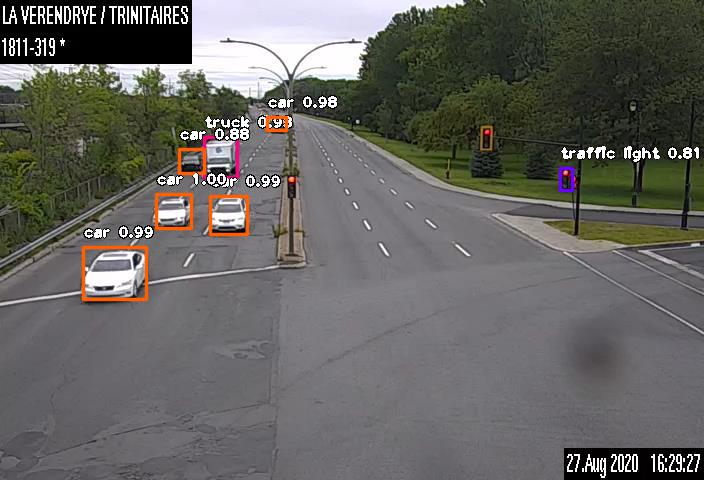 LA VERENDRYE / TRINITAIRES
1811-319 *
car 0.98
truck 0.93
car 0.88
traffic light 0.81
car 1.00
car 0.99
car 0.99
27.Aug 2020 16:29:27